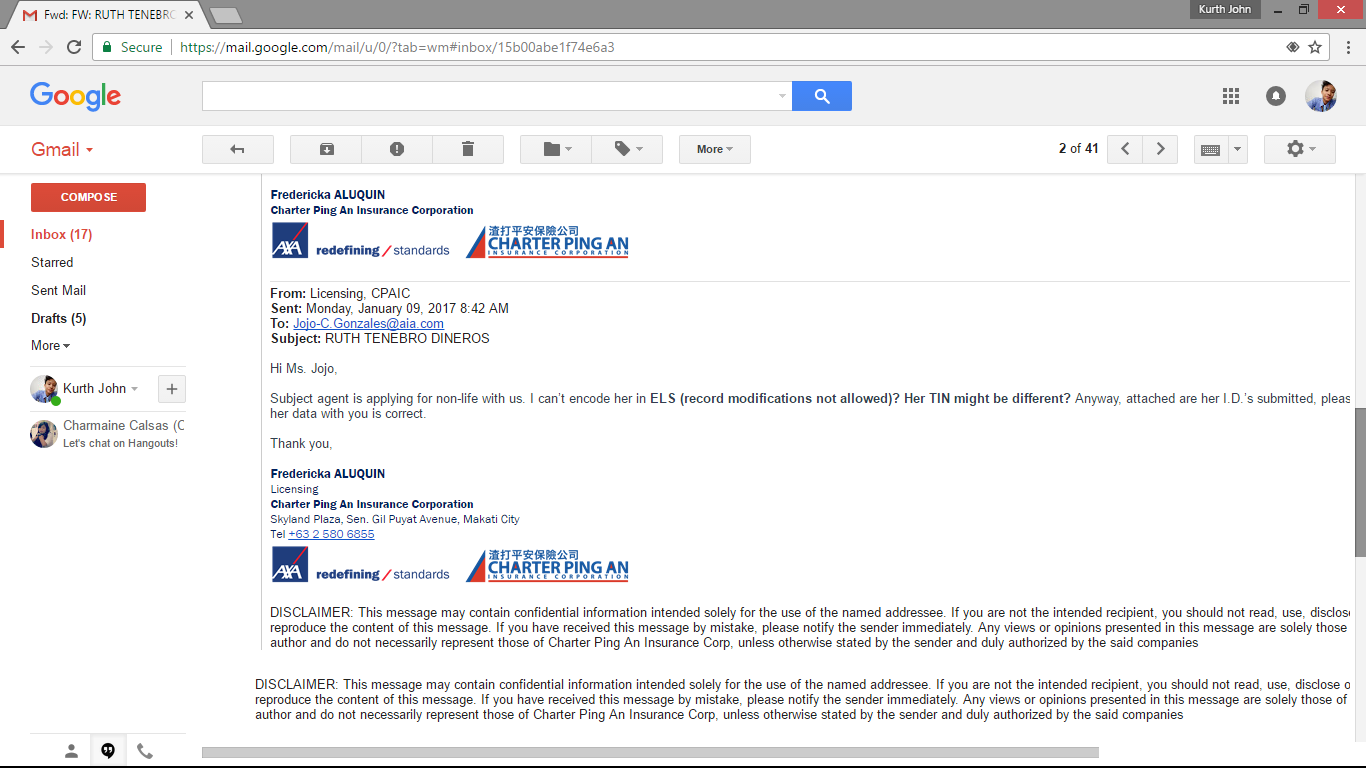 Fwd: FW: RUTH TENEBRO
Kurth John
Secure https://mail.google.com/mail/u/0/?tab=wm#inbox/15b00abe1f74e6a3
Google
Gmail
More
2 of 41
COMPOSE
Inbox (17)
Starred
Sent Mail
Drafts (5)
More
Kurth John
Charmaine Calsas (C
Let's chat on Hangouts!
Fredericka ALUQUIN
Charter Ping An Insurance Corporation
AXA redefining / standards
渣打平安保險公司
CHARTER PING AN
INSURANCE CORPORATION
From: Licensing, CPAIC
Sent: Monday, January 09, 2017 8:42 AM
To: Jojo-C.Gonzales@aia.com
Subject: RUTH TENEBRO DINEROS
Hi Ms. Jojo,
Subject agent is applying for non-life with us. I can't encode her in ELS (record modifications not allowed)? Her TIN might be different? Anyway, attached are her I.D.'s submitted, pleas
her data with you is correct.
Thank you,
Fredericka ALUQUIN
Licensing
Charter Ping An Insurance Corporation
Skyland Plaza, Sen. Gil Puyat Avenue, Makati City
Tel +63 2 580 6855
AXA redefining / standards
渣打平安保險公司
CHARTER PING AN
INSURANCE CORPORATION
DISCLAIMER: This message may contain confidential information intended solely for the use of the named addressee. If you are not the intended recipient, you should not read, use, disclose
reproduce the content of this message. If you have received this message by mistake, please notify the sender immediately. Any views or opinions presented in this message are solely those
author and do not necessarily represent those of Charter Ping An Insurance Corp, unless otherwise stated by the sender and duly authorized by the said companies
DISCLAIMER: This message may contain confidential information intended solely for the use of the named addressee. If you are not the intended recipient, you should not read, use, disclose o
reproduce the content of this message. If you have received this message by mistake, please notify the sender immediately. Any views or opinions presented in this message are solely those of
author and do not necessarily represent those of Charter Ping An Insurance Corp, unless otherwise stated by the sender and duly authorized by the said companies